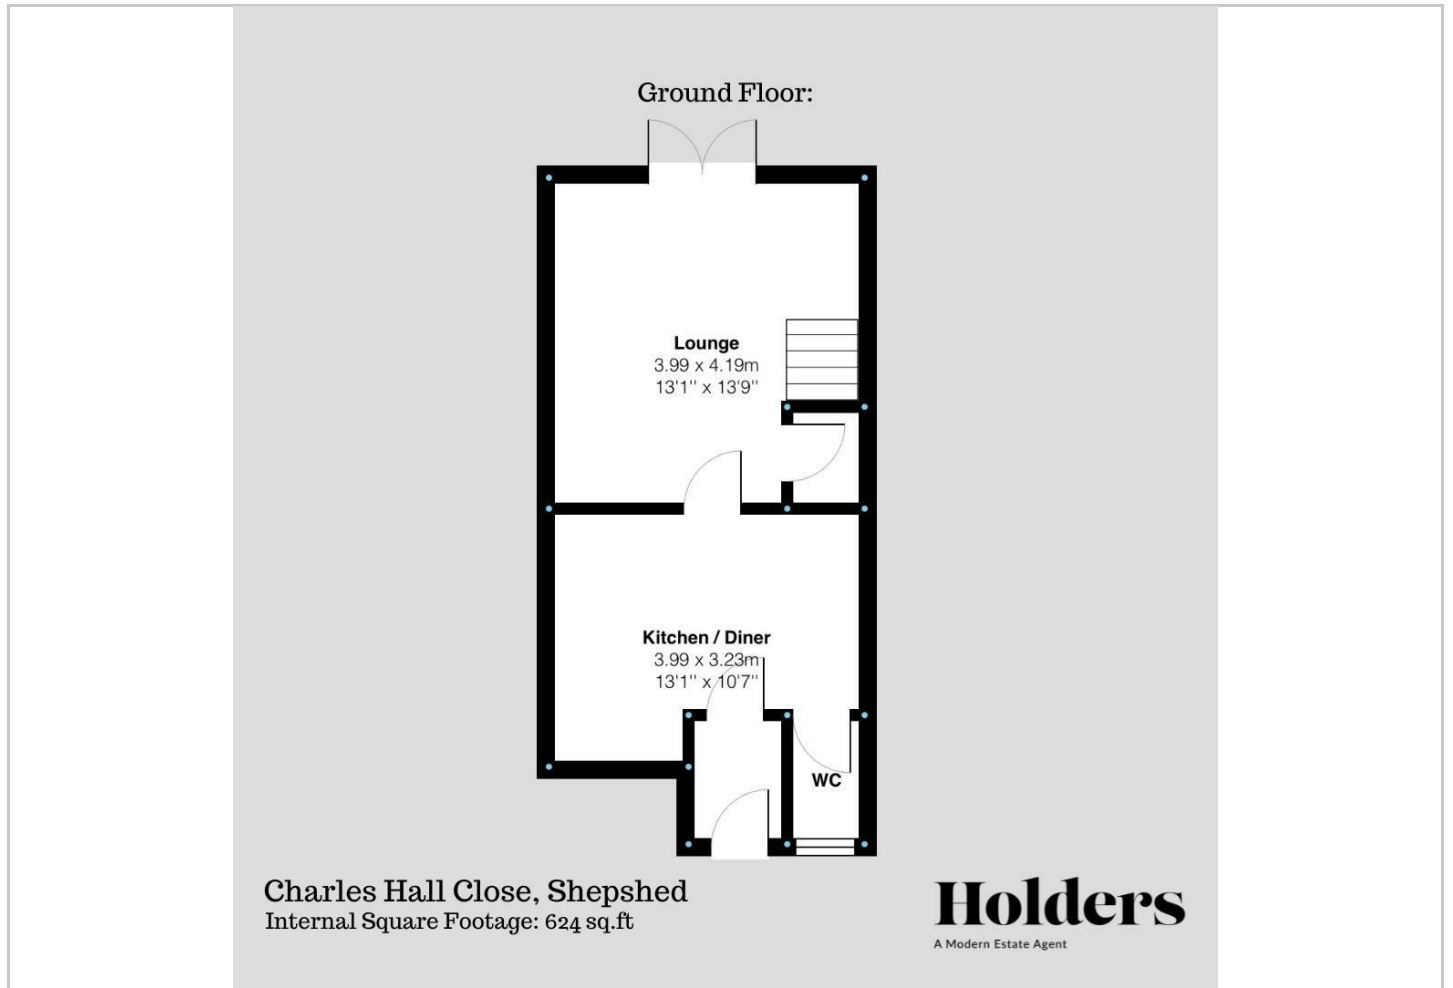 Ground Floor:
Lounge
3.99 x 4.19m
13'1" x 13'9"
Kitchen / Diner
3.99 x 3.23m
13'1" x 10'7"
WC
Charles Hall Close, Shepshed
Internal Square Footage: 624 sq.ft
Holders
A Modern Estate Agent